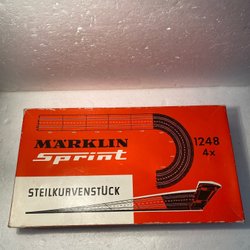 MÄRKLIN
sprint
1248
4x
STEILKURVENSTÜCK